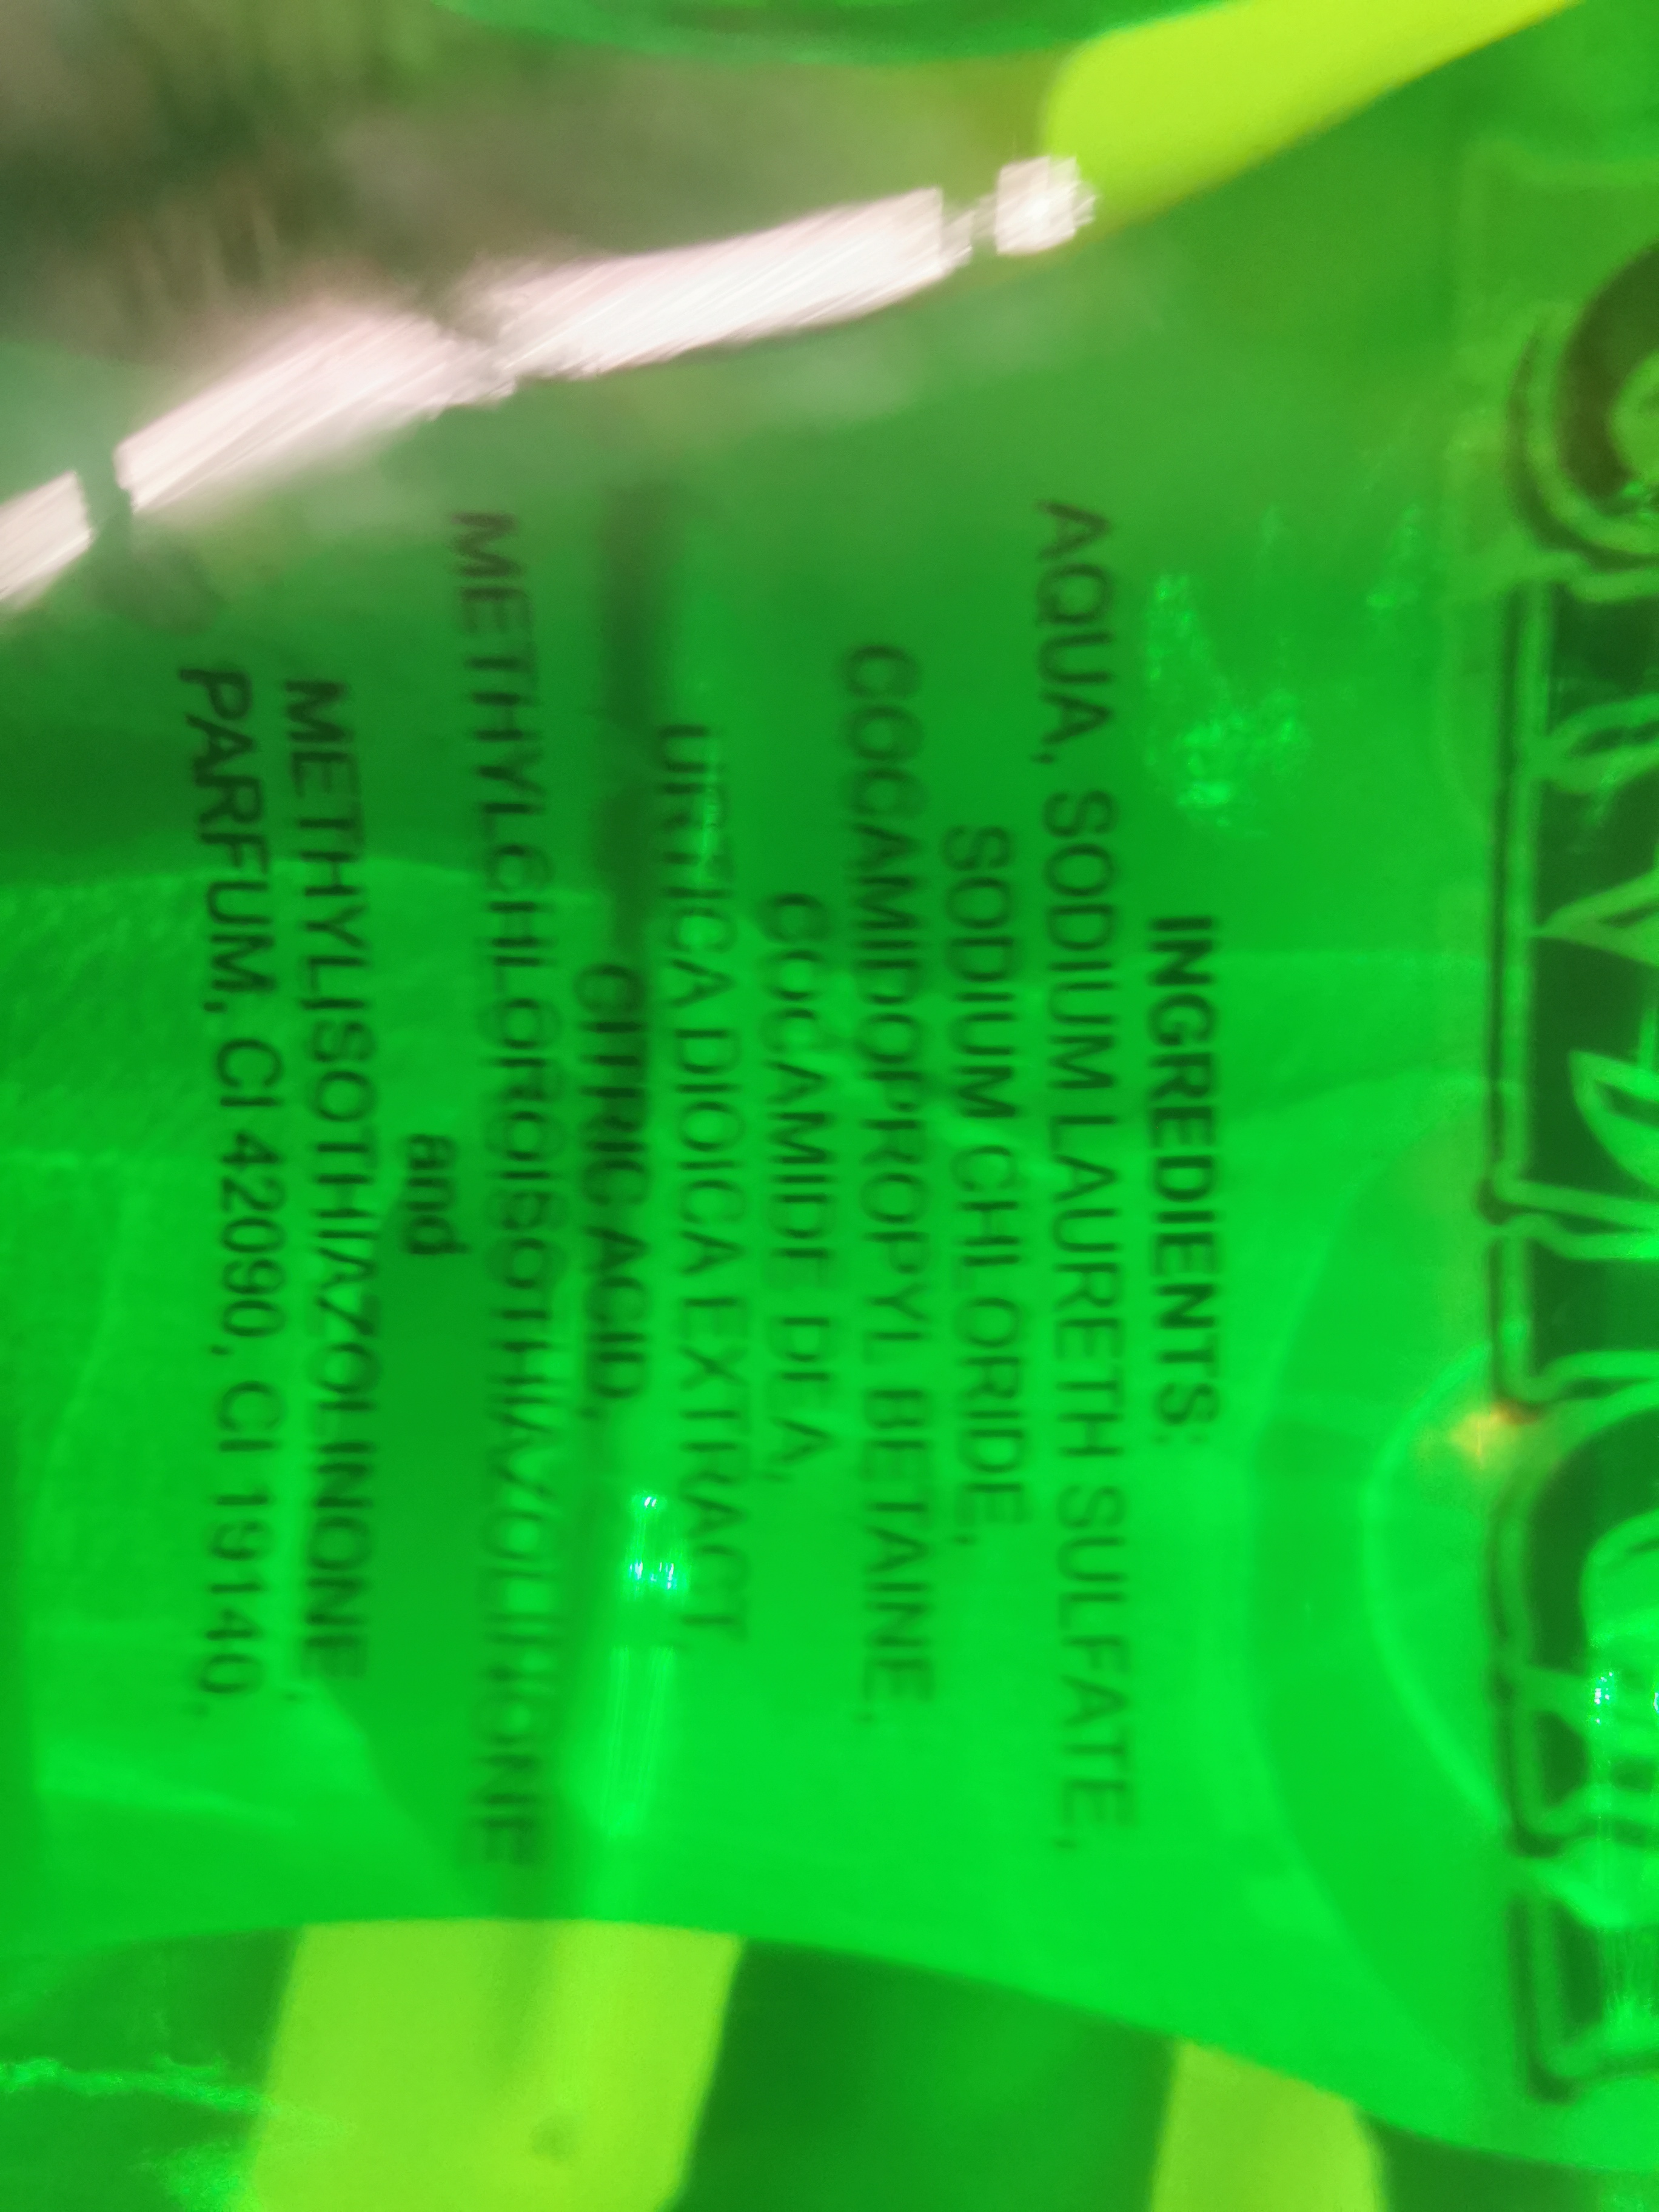 INGREDIENTS:
AQUA, SODIUM LAURETH SULFATE,
SODIUM CHLORIDE,
COCAMIDOPROPYL BETAINE,
COCAMIDE DEA,
URTICA DIOICA EXTRACT,
CITRIC ACID,
METHYLCHLOROISOTHIAZOLINONE
and
METHYLISOTHIAZOLINONE,
PARFUM, CI 42090, CI 19140,